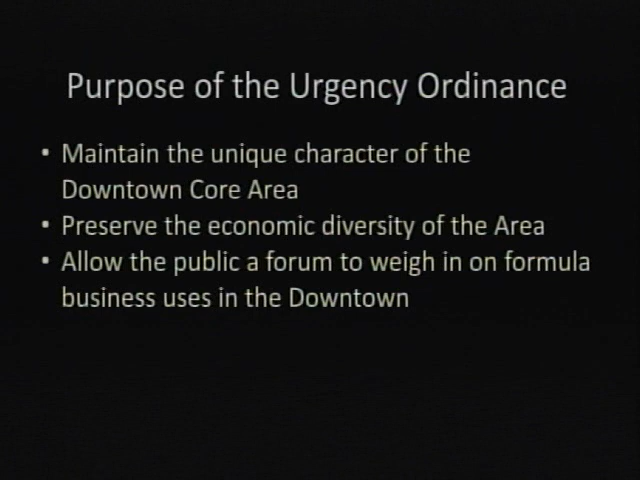 Purpose of the Urgency Ordinance
• Maintain the unique character of the
Downtown Core Area
• Preserve the economic diversity of the Area
• Allow the public a forum to weigh in on formula
business uses in the Downtown